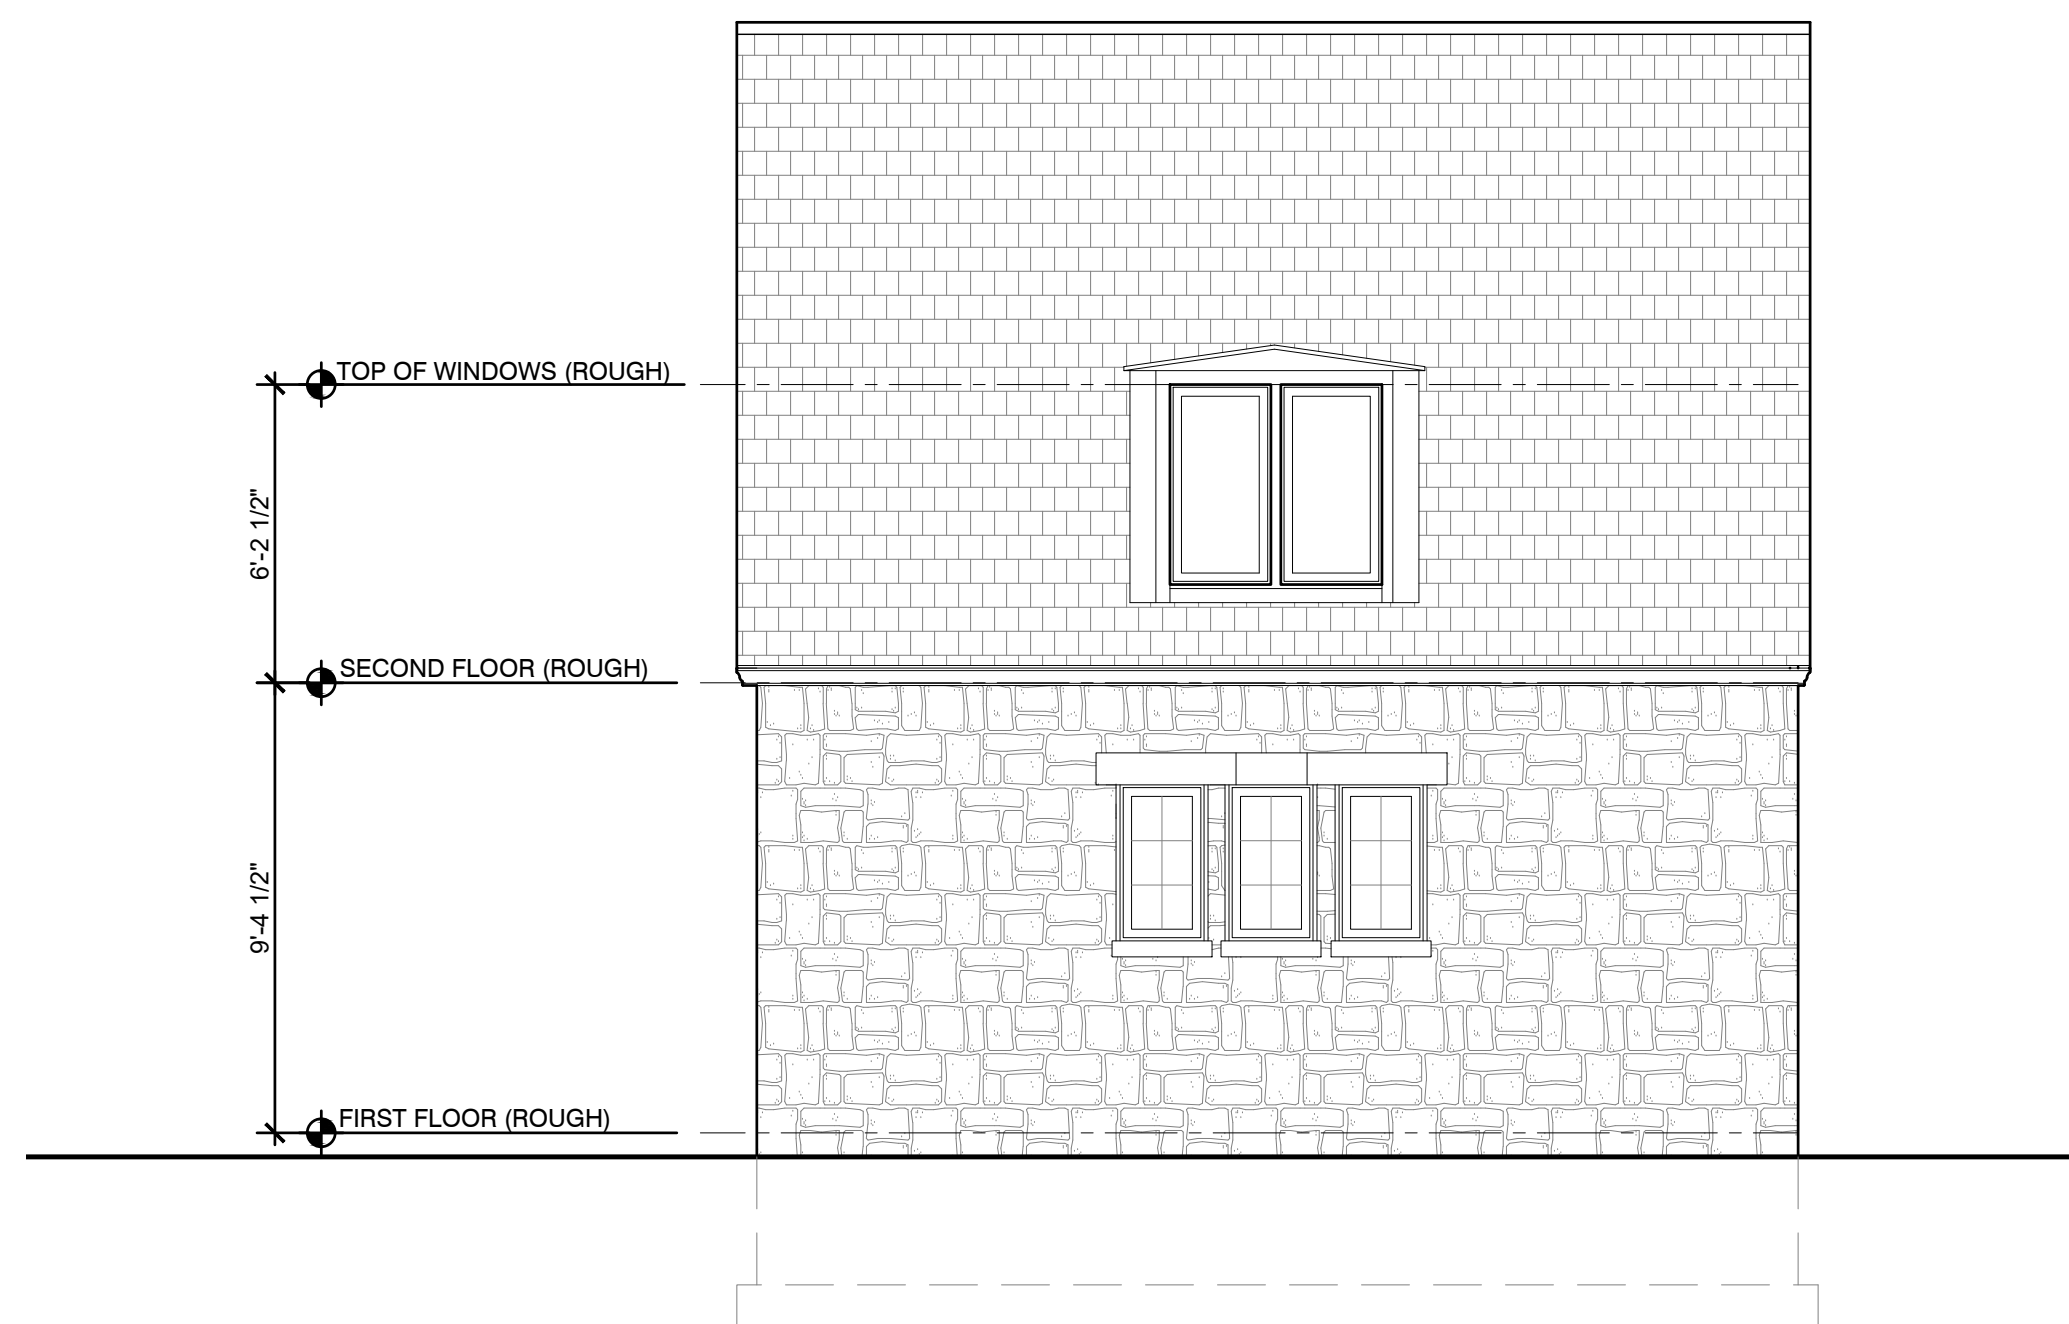 TOP OF WINDOWS (ROUGH)
6'-2 1/2"
SECOND FLOOR (ROUGH)
9'-4 1/2"
FIRST FLOOR (ROUGH)